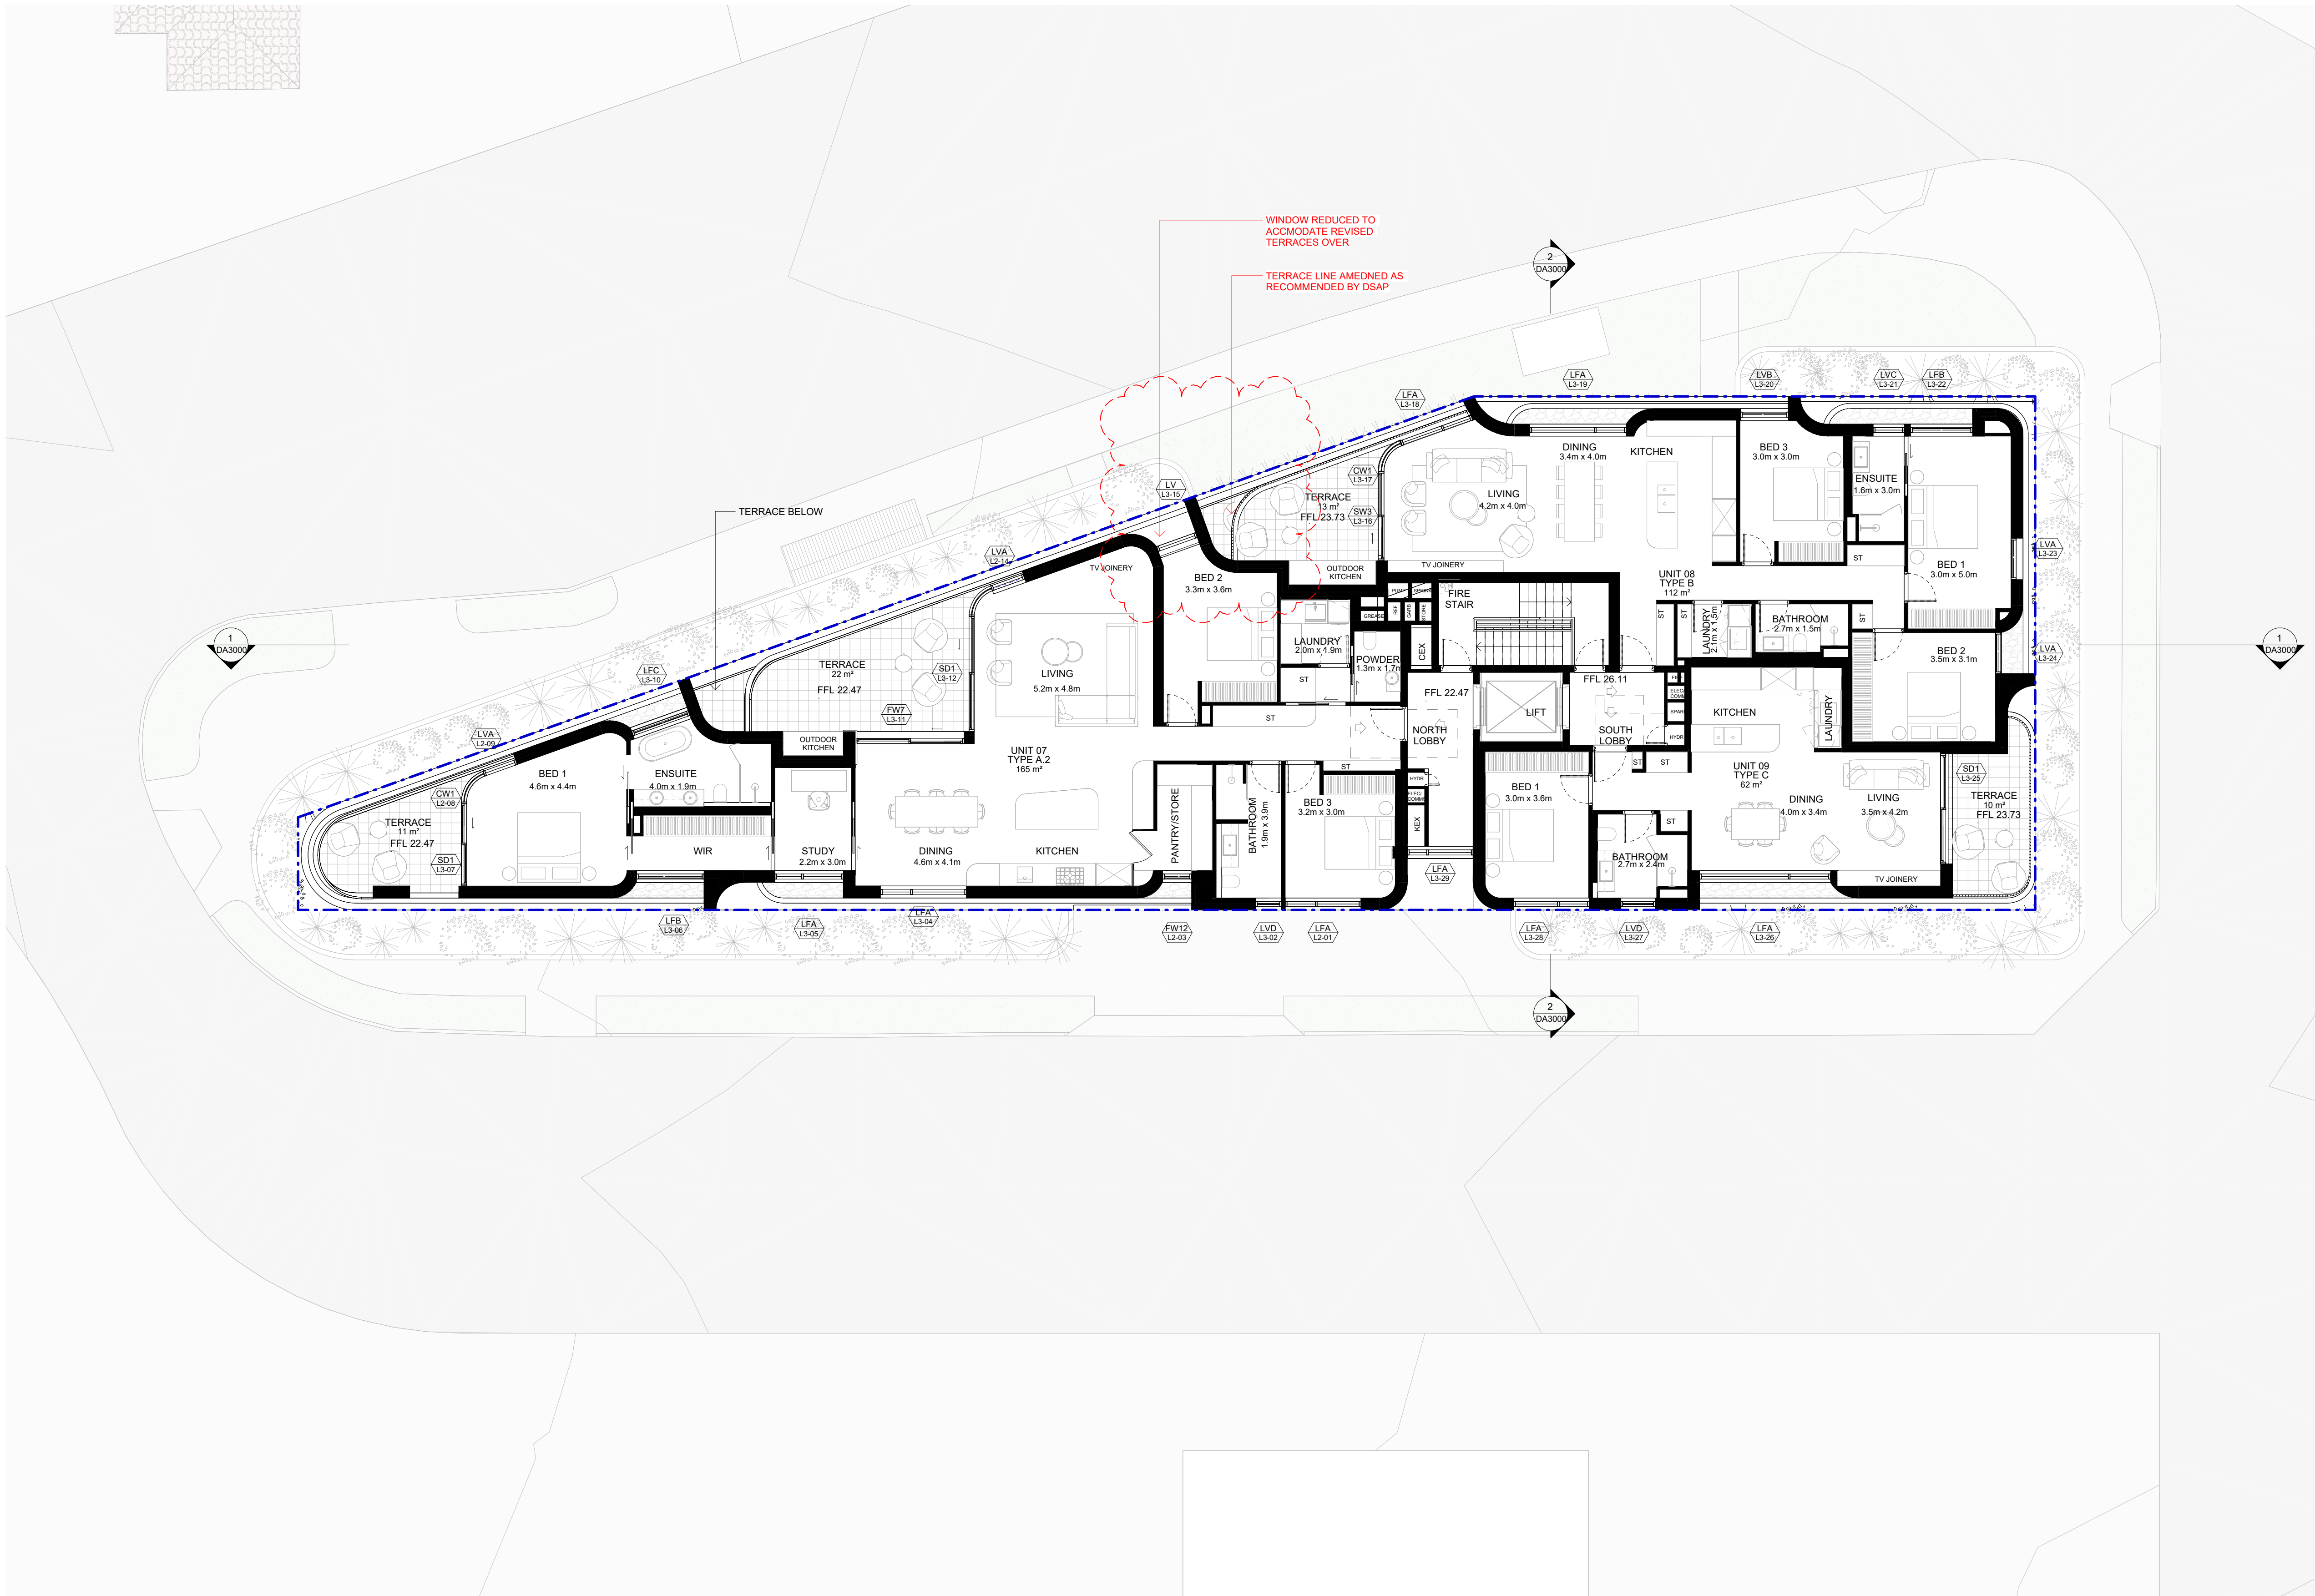 WINDOW REDUCED TO
ACCMODATE REVISED
TERRACES OVER
TERRACE LINE AMEDNED AS
RECOMMENDED BY DSAP
2
DA3000
LFA
L3-19
LVB
L3-20
LVC
L3-21
LFB
L3-22
LFA
L3-18
DINING
3.4m x 4.0m
KITCHEN
BED 3
3.0m x 3.0m
CW1
L3-17
LV
L3-15
TERRACE
13 m²
FFL 23.73
SW3
L3-16
LIVING
4.2m x 4.0m
ENSUITE
1.6m x 3.0m
TERRACE BELOW
LVA
L2-14
TV JOINERY
OUTDOOR
KITCHEN
TV JOINERY
ST
LVA
L3-23
BED 1
3.0m x 5.0m
BED 2
3.3m x 3.6m
UNIT 08
TYPE B
112 m²
PUMP
SPRINK
FIRE
STAIR
GREASE
REF
GARB
STORE
ST
ST
LAUNDRY
2.1m x 1.5m
BATHROOM
2.7m x 1.5m
ST
1
DA3000
LAUNDRY
2.0m x 1.9m
POWDER
1.3m x 1.7m
CEX
BED 2
3.5m x 3.1m
LVA
L3-24
1
DA3000
LFC
L3-10
TERRACE
22 m²
FFL 22.47
SD1
L3-12
LIVING
5.2m x 4.8m
ST
FFL 22.47
FFL 26.11
ELEC/
COMM
SPAR
HYDR
FW7
L3-11
ST
LIFT
NORTH
LOBBY
SOUTH
LOBBY
KITCHEN
LAUNDRY
LVA
L2-09
OUTDOOR
KITCHEN
UNIT 07
TYPE A.2
165 m²
ST
ST
ST
BED 1
4.6m x 4.4m
ENSUITE
4.0m x 1.9m
HYDR
ELEC/
COMMS
KEX
BED 1
3.0m x 3.6m
UNIT 09
TYPE C
62 m²
SD1
L3-25
CW1
L2-08
TERRACE
11 m²
FFL 22.47
PANTRY/STORE
BATHROOM
1.9m x 3.9m
BED 3
3.2m x 3.0m
DINING
4.0m x 3.4m
LIVING
3.5m x 4.2m
TERRACE
10 m²
FFL 23.73
ST
SD1
L3-07
WIR
STUDY
2.2m x 3.0m
DINING
4.6m x 4.1m
KITCHEN
BATHROOM
2.7m x 2.4m
LFA
L3-29
TV JOINERY
LFB
L3-06
LFA
L3-05
LFA
L3-04
FW12
L2-03
LVD
L3-02
LFA
L2-01
LFA
L3-28
LVD
L3-27
LFA
L3-26
2
DA3000